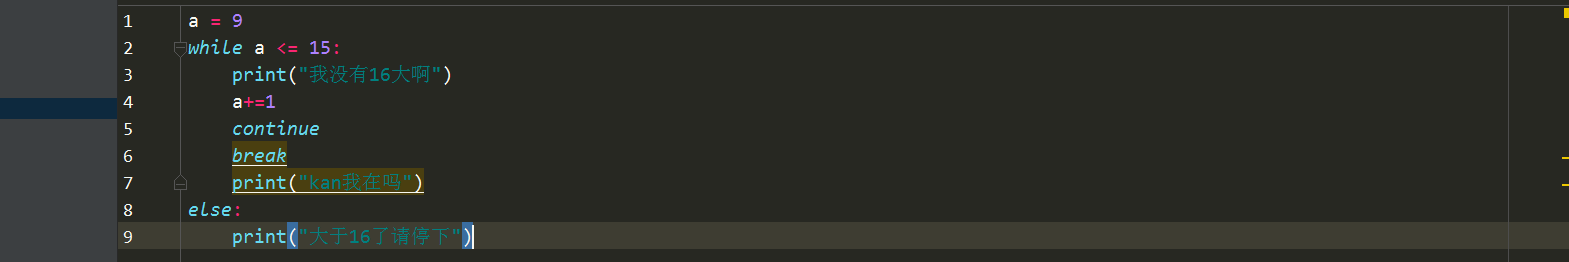 1 a = 9
2 while a <= 15:
3 print("我没有16大啊")
4 a+=1
5 continue
6 break
7 print("kan我在吗")
8 else:
9 print("大于16了请停下")